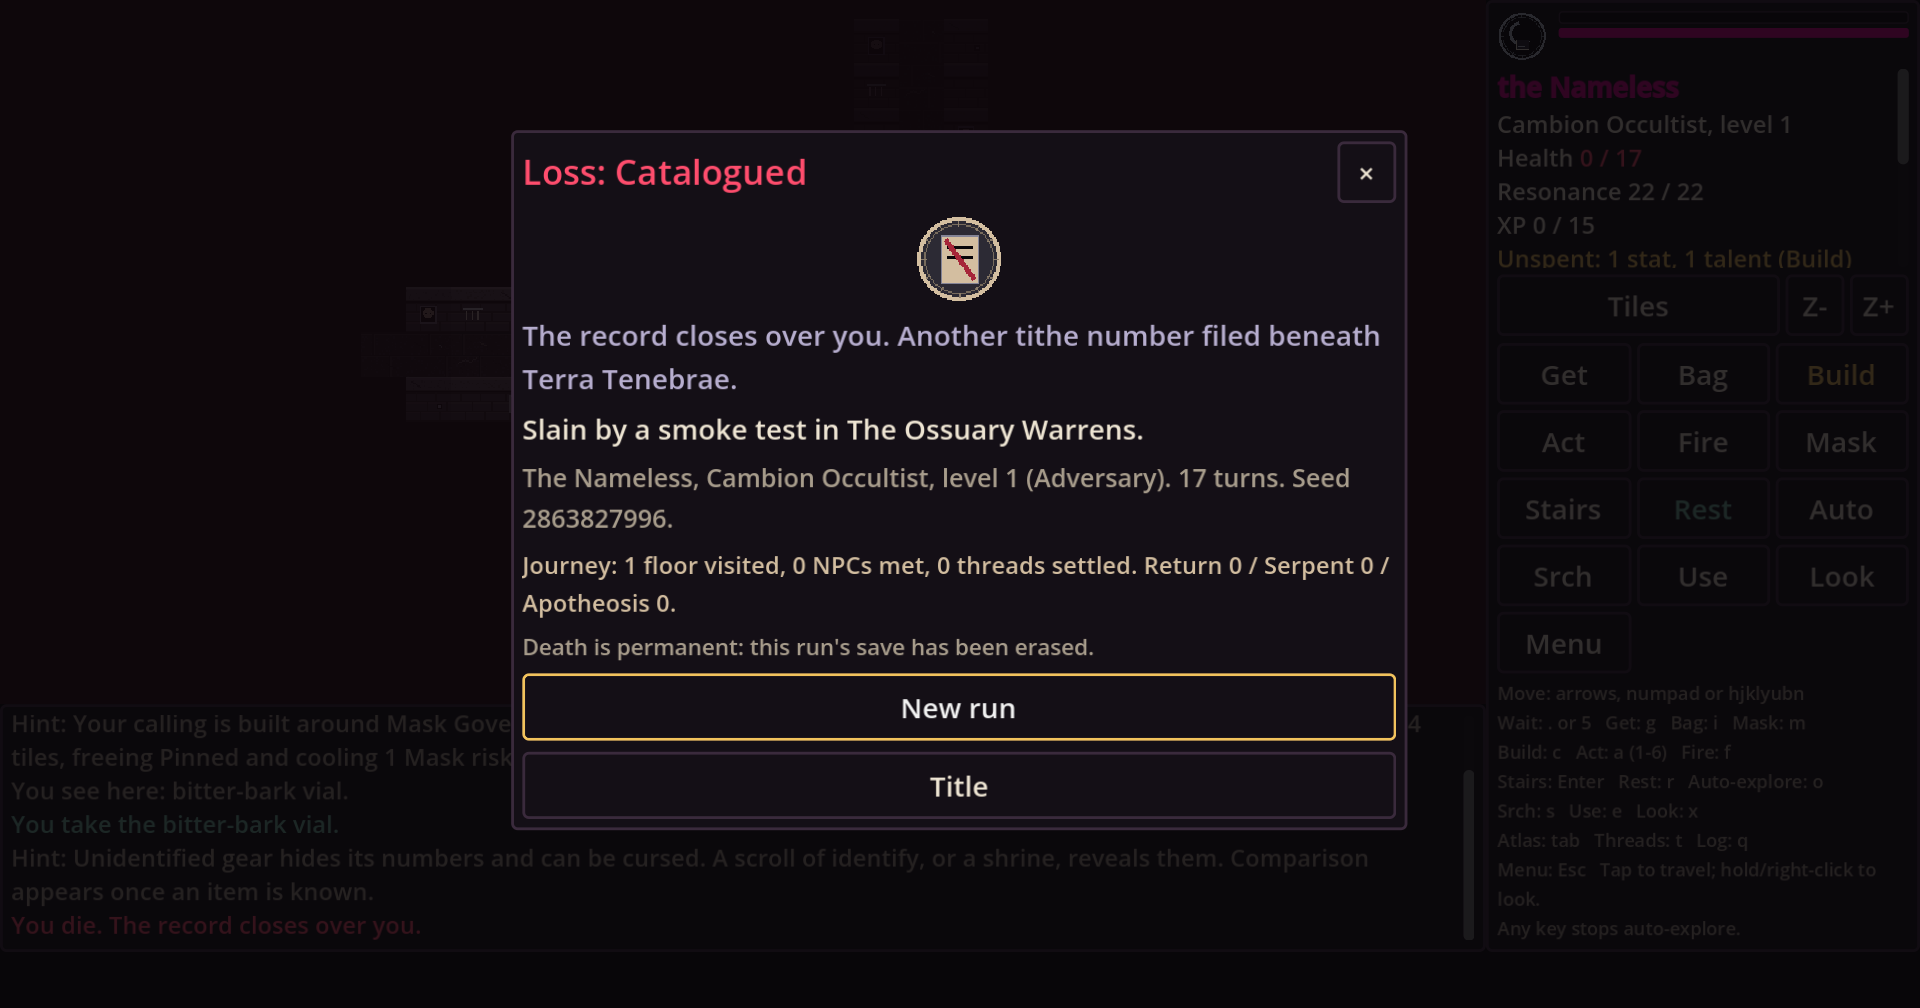 Loss: Catalogued
×
The record closes over you. Another tithe number filed beneath
Terra Tenebrae.
Slain by a smoke test in The Ossuary Warrens.
The Nameless, Cambion Occultist, level 1 (Adversary). 17 turns. Seed
2863827996.
Journey: 1 floor visited, 0 NPCs met, 0 threads settled. Return 0 / Serpent 0 /
Apotheosis 0.
Death is permanent: this run's save has been erased.
New run
Title
Hint: Your calling is built around Mask Gove
4
tiles, freeing Pinned and cooling 1 Mask risk
You see here: bitter-bark vial.
You take the bitter-bark vial.
Hint: Unidentified gear hides its numbers and can be cursed. A scroll of identify, or a shrine, reveals them. Comparison
appears once an item is known.
You die. The record closes over you.
the Nameless
Cambion Occultist, level 1
Health 0 / 17
Resonance 22 / 22
XP 0 / 15
Unspent: 1 stat, 1 talent (Build)
Tiles Z- Z+
Get Bag Build
Act Fire Mask
Stairs Rest Auto
Srch Use Look
Menu
Move: arrows, numpad or hjklyubn
Wait: . or 5 Get: g Bag: i Mask: m
Build: c Act: a (1-6) Fire: f
Stairs: Enter Rest: r Auto-explore: o
Srch: s Use: e Look: x
Atlas: tab Threads: t Log: q
Menu: Esc Tap to travel; hold/right-click to
look.
Any key stops auto-explore.